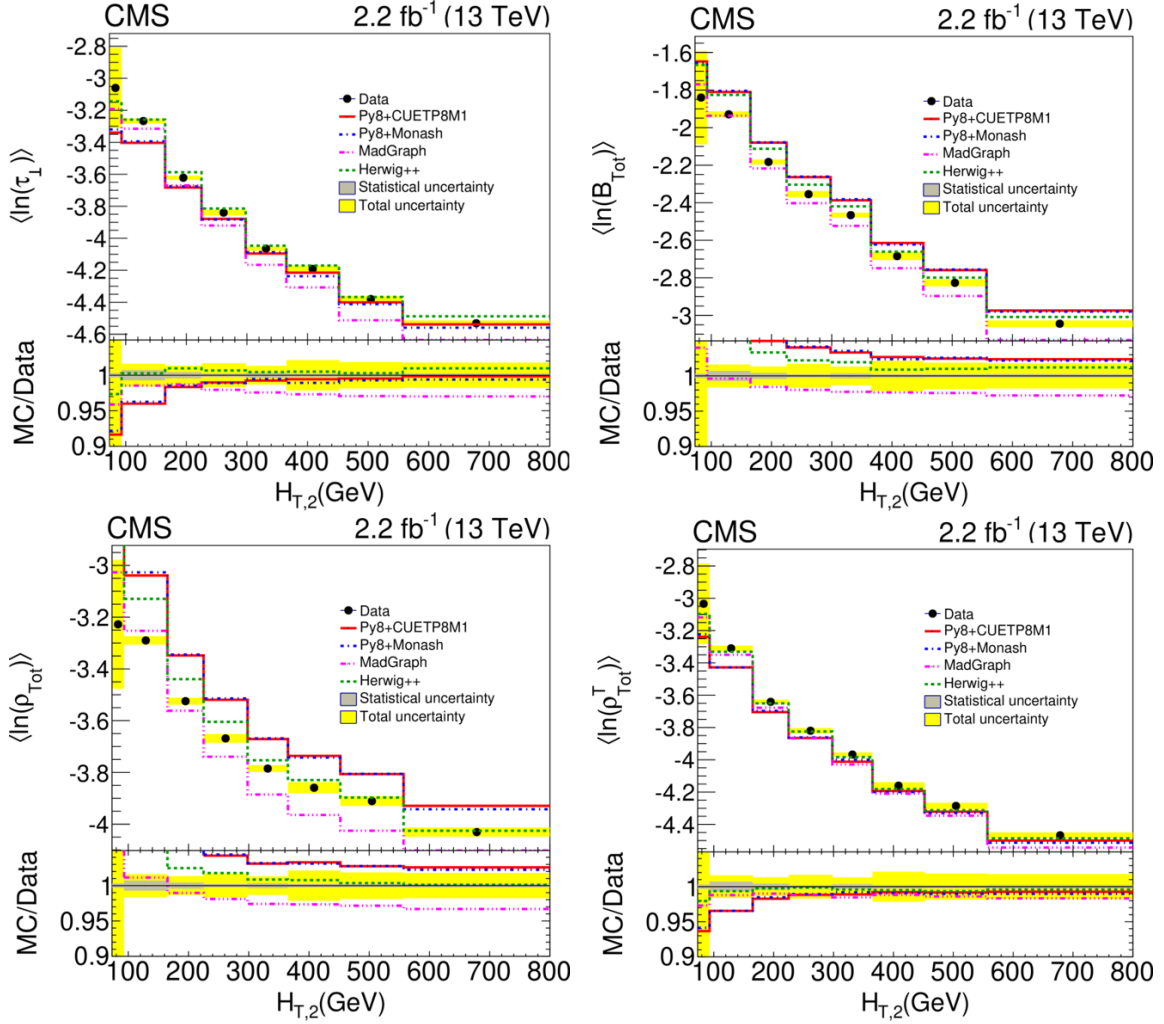 CMS 2.2 fb⁻¹ (13 TeV)
-2.8
-3
-3.2
-3.4
-3.6
-3.8
-4
-4.2
-4.4
-4.6
⟨ln(τ⊥)⟩
Data
Py8+CUETP8M1
Py8+Monash
MadGraph
Herwig++
Statistical uncertainty
Total uncertainty
MC/Data
1
0.95
0.9
100 200 300 400 500 600 700 800
H_T,2(GeV)
CMS 2.2 fb⁻¹ (13 TeV)
-1.6
-1.8
-2
-2.2
-2.4
-2.6
-2.8
-3
⟨ln(B_Tot)⟩
Data
Py8+CUETP8M1
Py8+Monash
MadGraph
Herwig++
Statistical uncertainty
Total uncertainty
MC/Data
1
0.95
0.9
100 200 300 400 500 600 700 800
H_T,2(GeV)
CMS 2.2 fb⁻¹ (13 TeV)
-3
-3.2
-3.4
-3.6
-3.8
-4
⟨ln(ρ_Tot)⟩
Data
Py8+CUETP8M1
Py8+Monash
MadGraph
Herwig++
Statistical uncertainty
Total uncertainty
MC/Data
1
0.95
0.9
100 200 300 400 500 600 700 800
H_T,2(GeV)
CMS 2.2 fb⁻¹ (13 TeV)
-2.8
-3
-3.2
-3.4
-3.6
-3.8
-4
-4.2
⟨ln(ρ^T_Tot)⟩
Data
Py8+CUETP8M1
Py8+Monash
MadGraph
Herwig++
Statistical uncertainty
Total uncertainty
MC/Data
1
0.95
0.9
100 200 300 400 500 600 700 800
H_T,2(GeV)